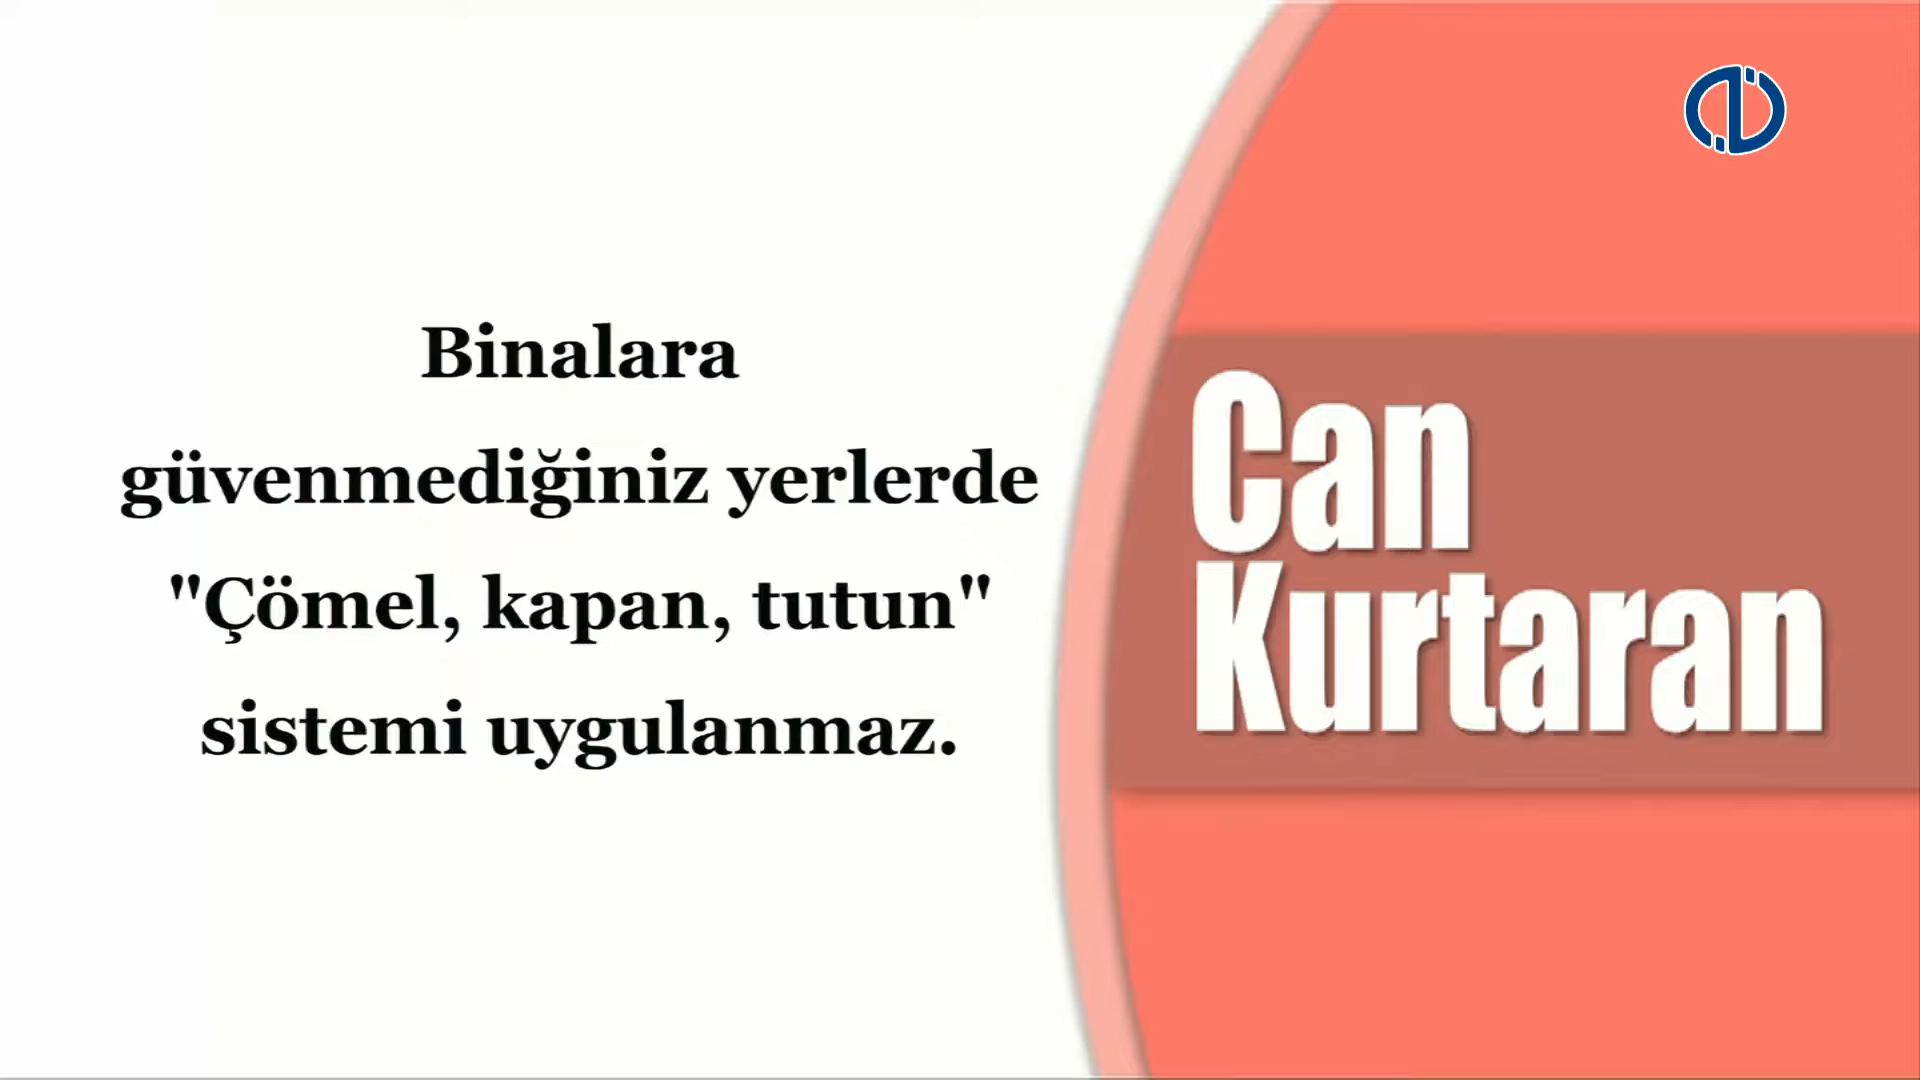 Binalara
güvenmediğiniz yerlerde
"Çömel, kapan, tutun"
sistemi uygulanmaz.
Can
Kurtaran